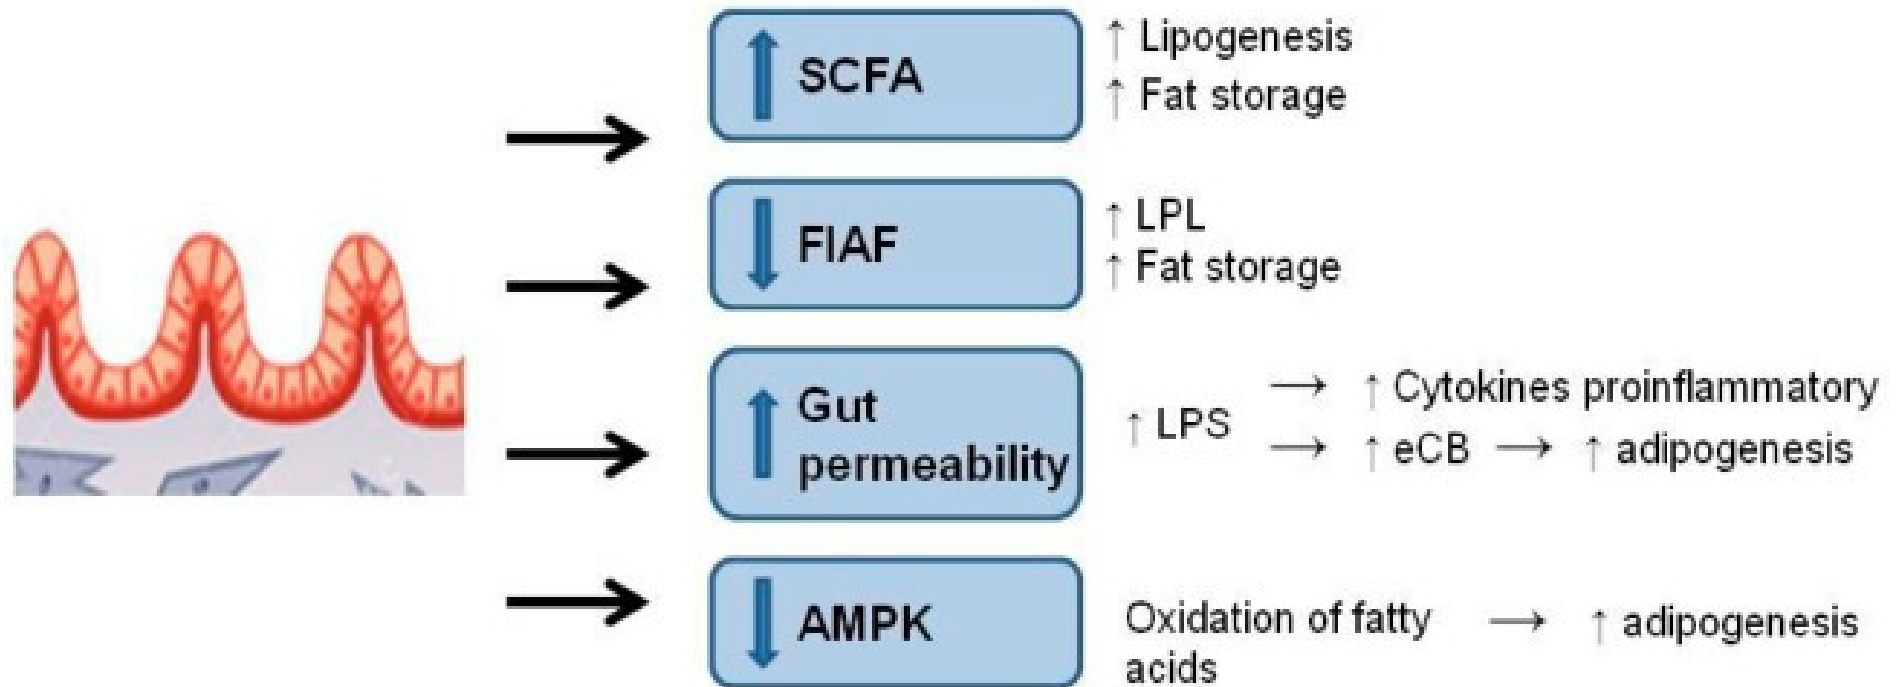 SCFA
↑ Lipogenesis
↑ Fat storage
FIAF
↑ LPL
↑ Fat storage
Gut
permeability
↑ LPS
→ ↑ Cytokines proinflammatory
→ ↑ eCB → ↑ adipogenesis
AMPK
Oxidation of fatty → ↑ adipogenesis
acids